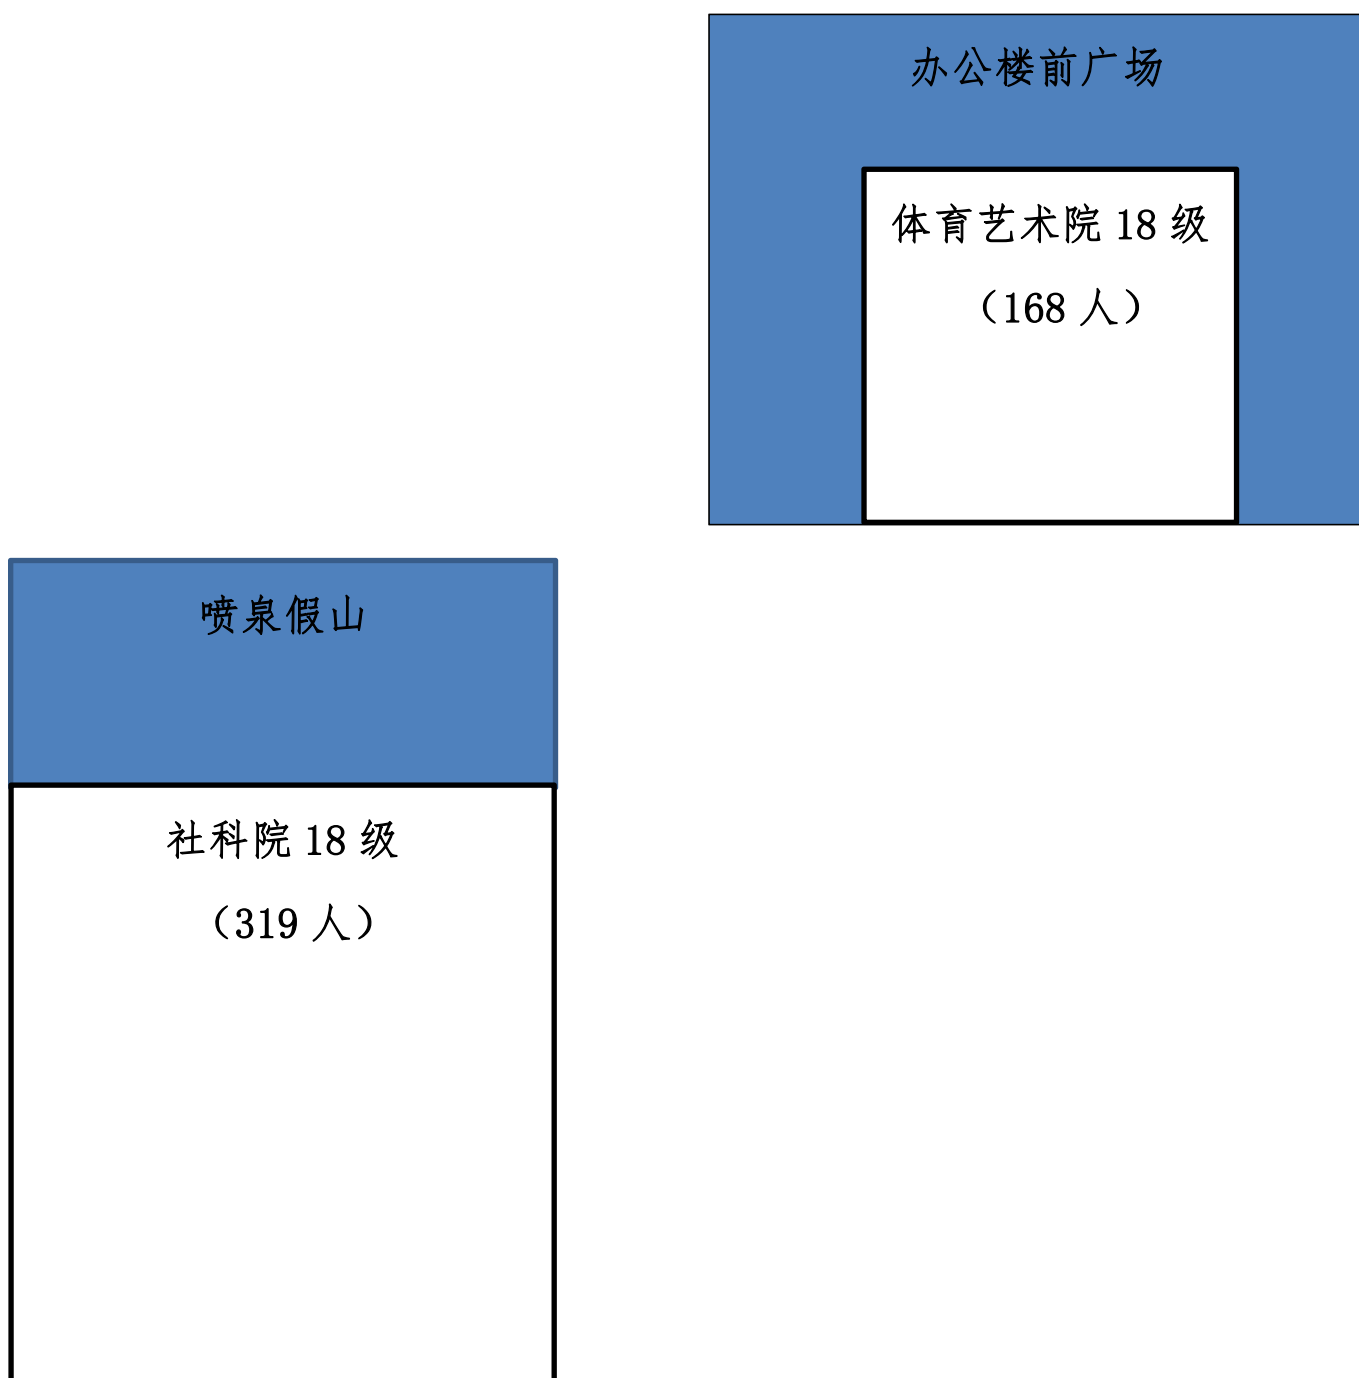 办公楼前广场
体育艺术院 18 级
（168 人）
喷泉假山
社科院 18 级
（319 人）